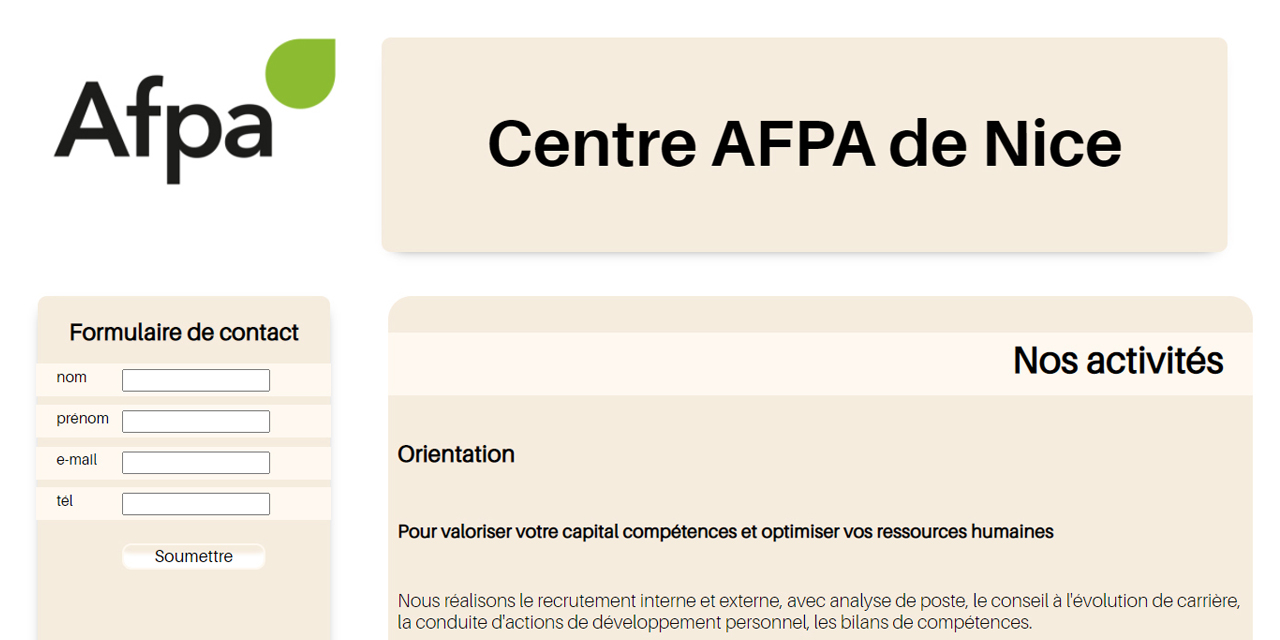 Afpa
Centre AFPA de Nice
Formulaire de contact
nom
prénom
e-mail
tél
Soumettre
Nos activités
Orientation
Pour valoriser votre capital compétences et optimiser vos ressources humaines
Nous réalisons le recrutement interne et externe, avec analyse de poste, le conseil à l'évolution de carrière,
la conduite d'actions de développement personnel, les bilans de compétences.